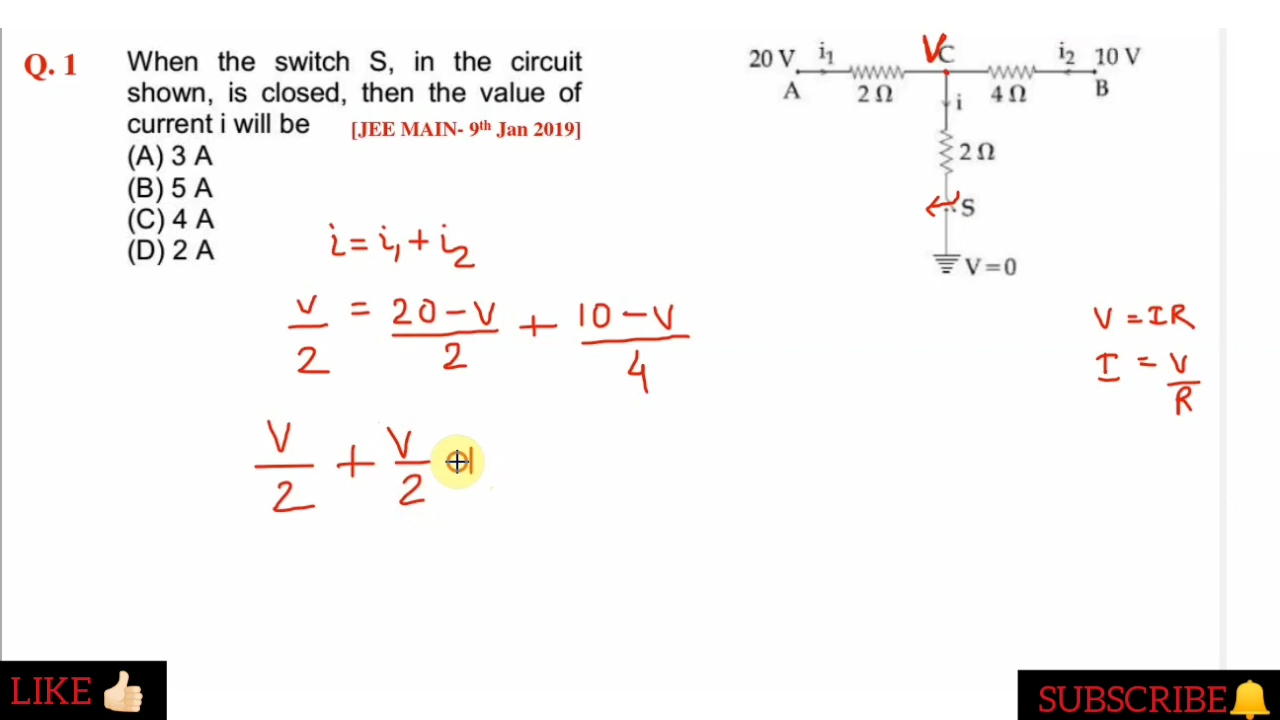 Q. 1
When the switch S, in the circuit
shown, is closed, then the value of
current i will be [JEE MAIN- 9th Jan 2019]
(A) 3 A
(B) 5 A
(C) 4 A
(D) 2 A
20 V i1 VC i2 10 V
A 2 Ω i 4 Ω B
2 Ω
S
V=0
i = i1 + i2
V/2 = 20-V/2 + 10-V/4
V = IR
I = V/R
V/2 + V/2
LIKE
SUBSCRIBE